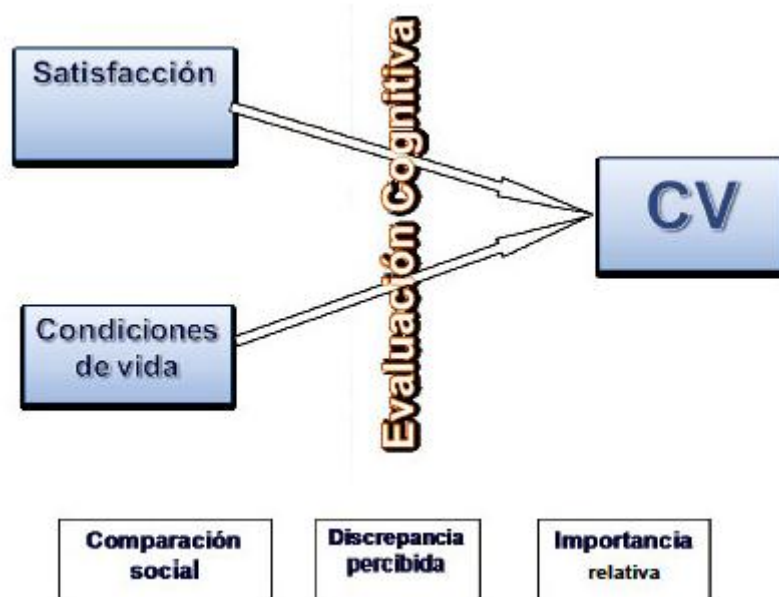 Satisfacción
Evaluación Cognitiva
CV
Condiciones
de vida
Comparación
social
Discrepancia
percibida
Importancia
relativa